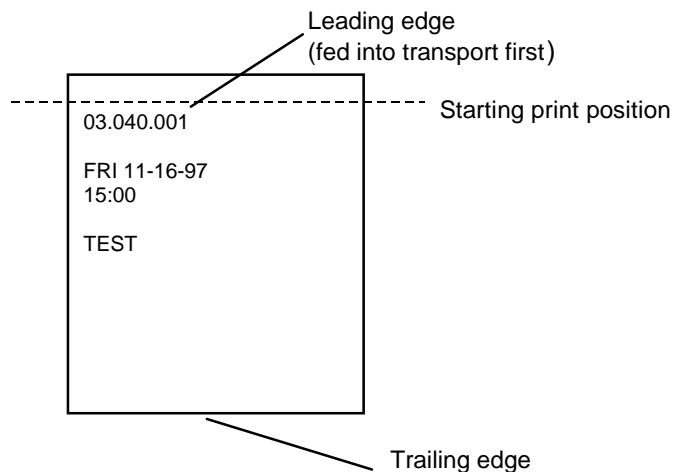 Leading edge
(fed into transport first)
Starting print position
03.040.001
FRI 11-16-97
15:00
TEST
Trailing edge